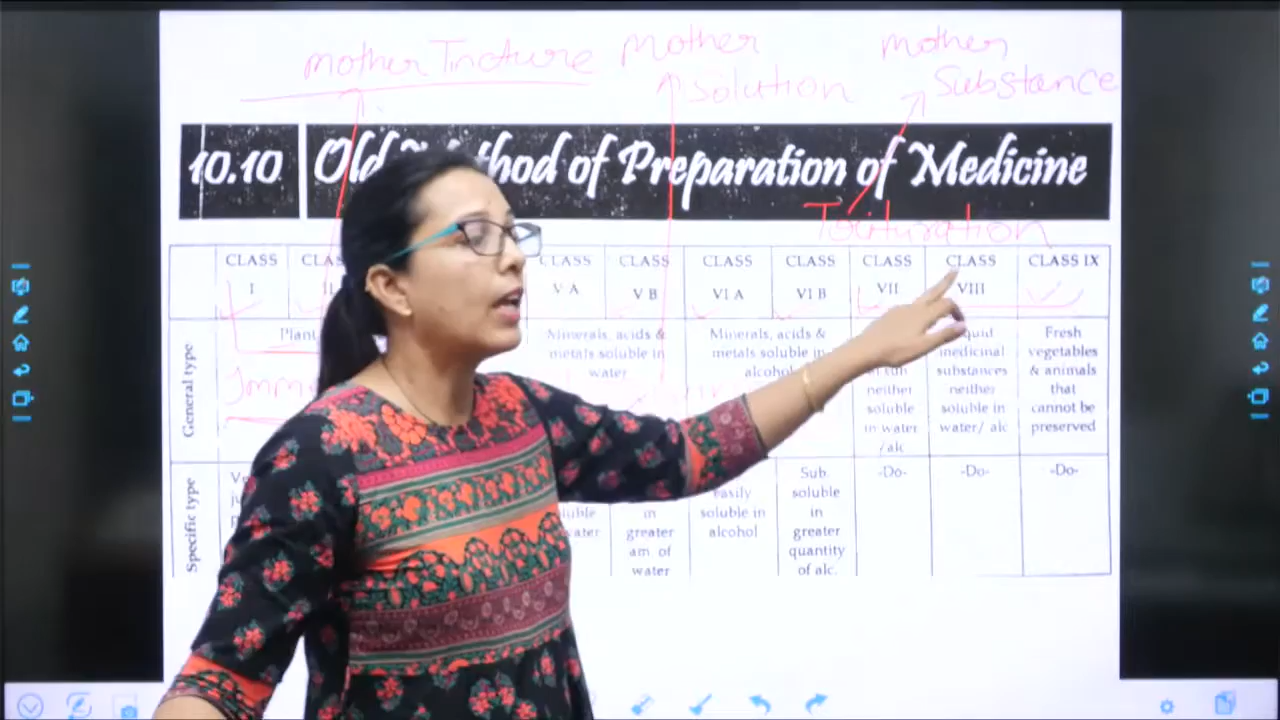 mother Tincture
mother
Solution
mother
Substance
10.10 Old Method of Preparation of Medicine
Trituration
CLASS
I
CLASS
V A
CLASS
V B
CLASS
VI A
CLASS
VI B
CLASS
VII
CLASS
VIII
CLASS IX
General type
Plant
Minerals, acids &
metals soluble in
water
Minerals, acids &
metals soluble in
neither
soluble
in water
/alc
medicinal
substances
neither
soluble in
water/ alc
Fresh
vegetables
& animals
that
cannot be
preserved
Specific type
water
in
greater
am of
water
easily
soluble in
alcohol
Sub.
soluble
in
greater
quantity
of alc.
-Do-
-Do-
-Do-